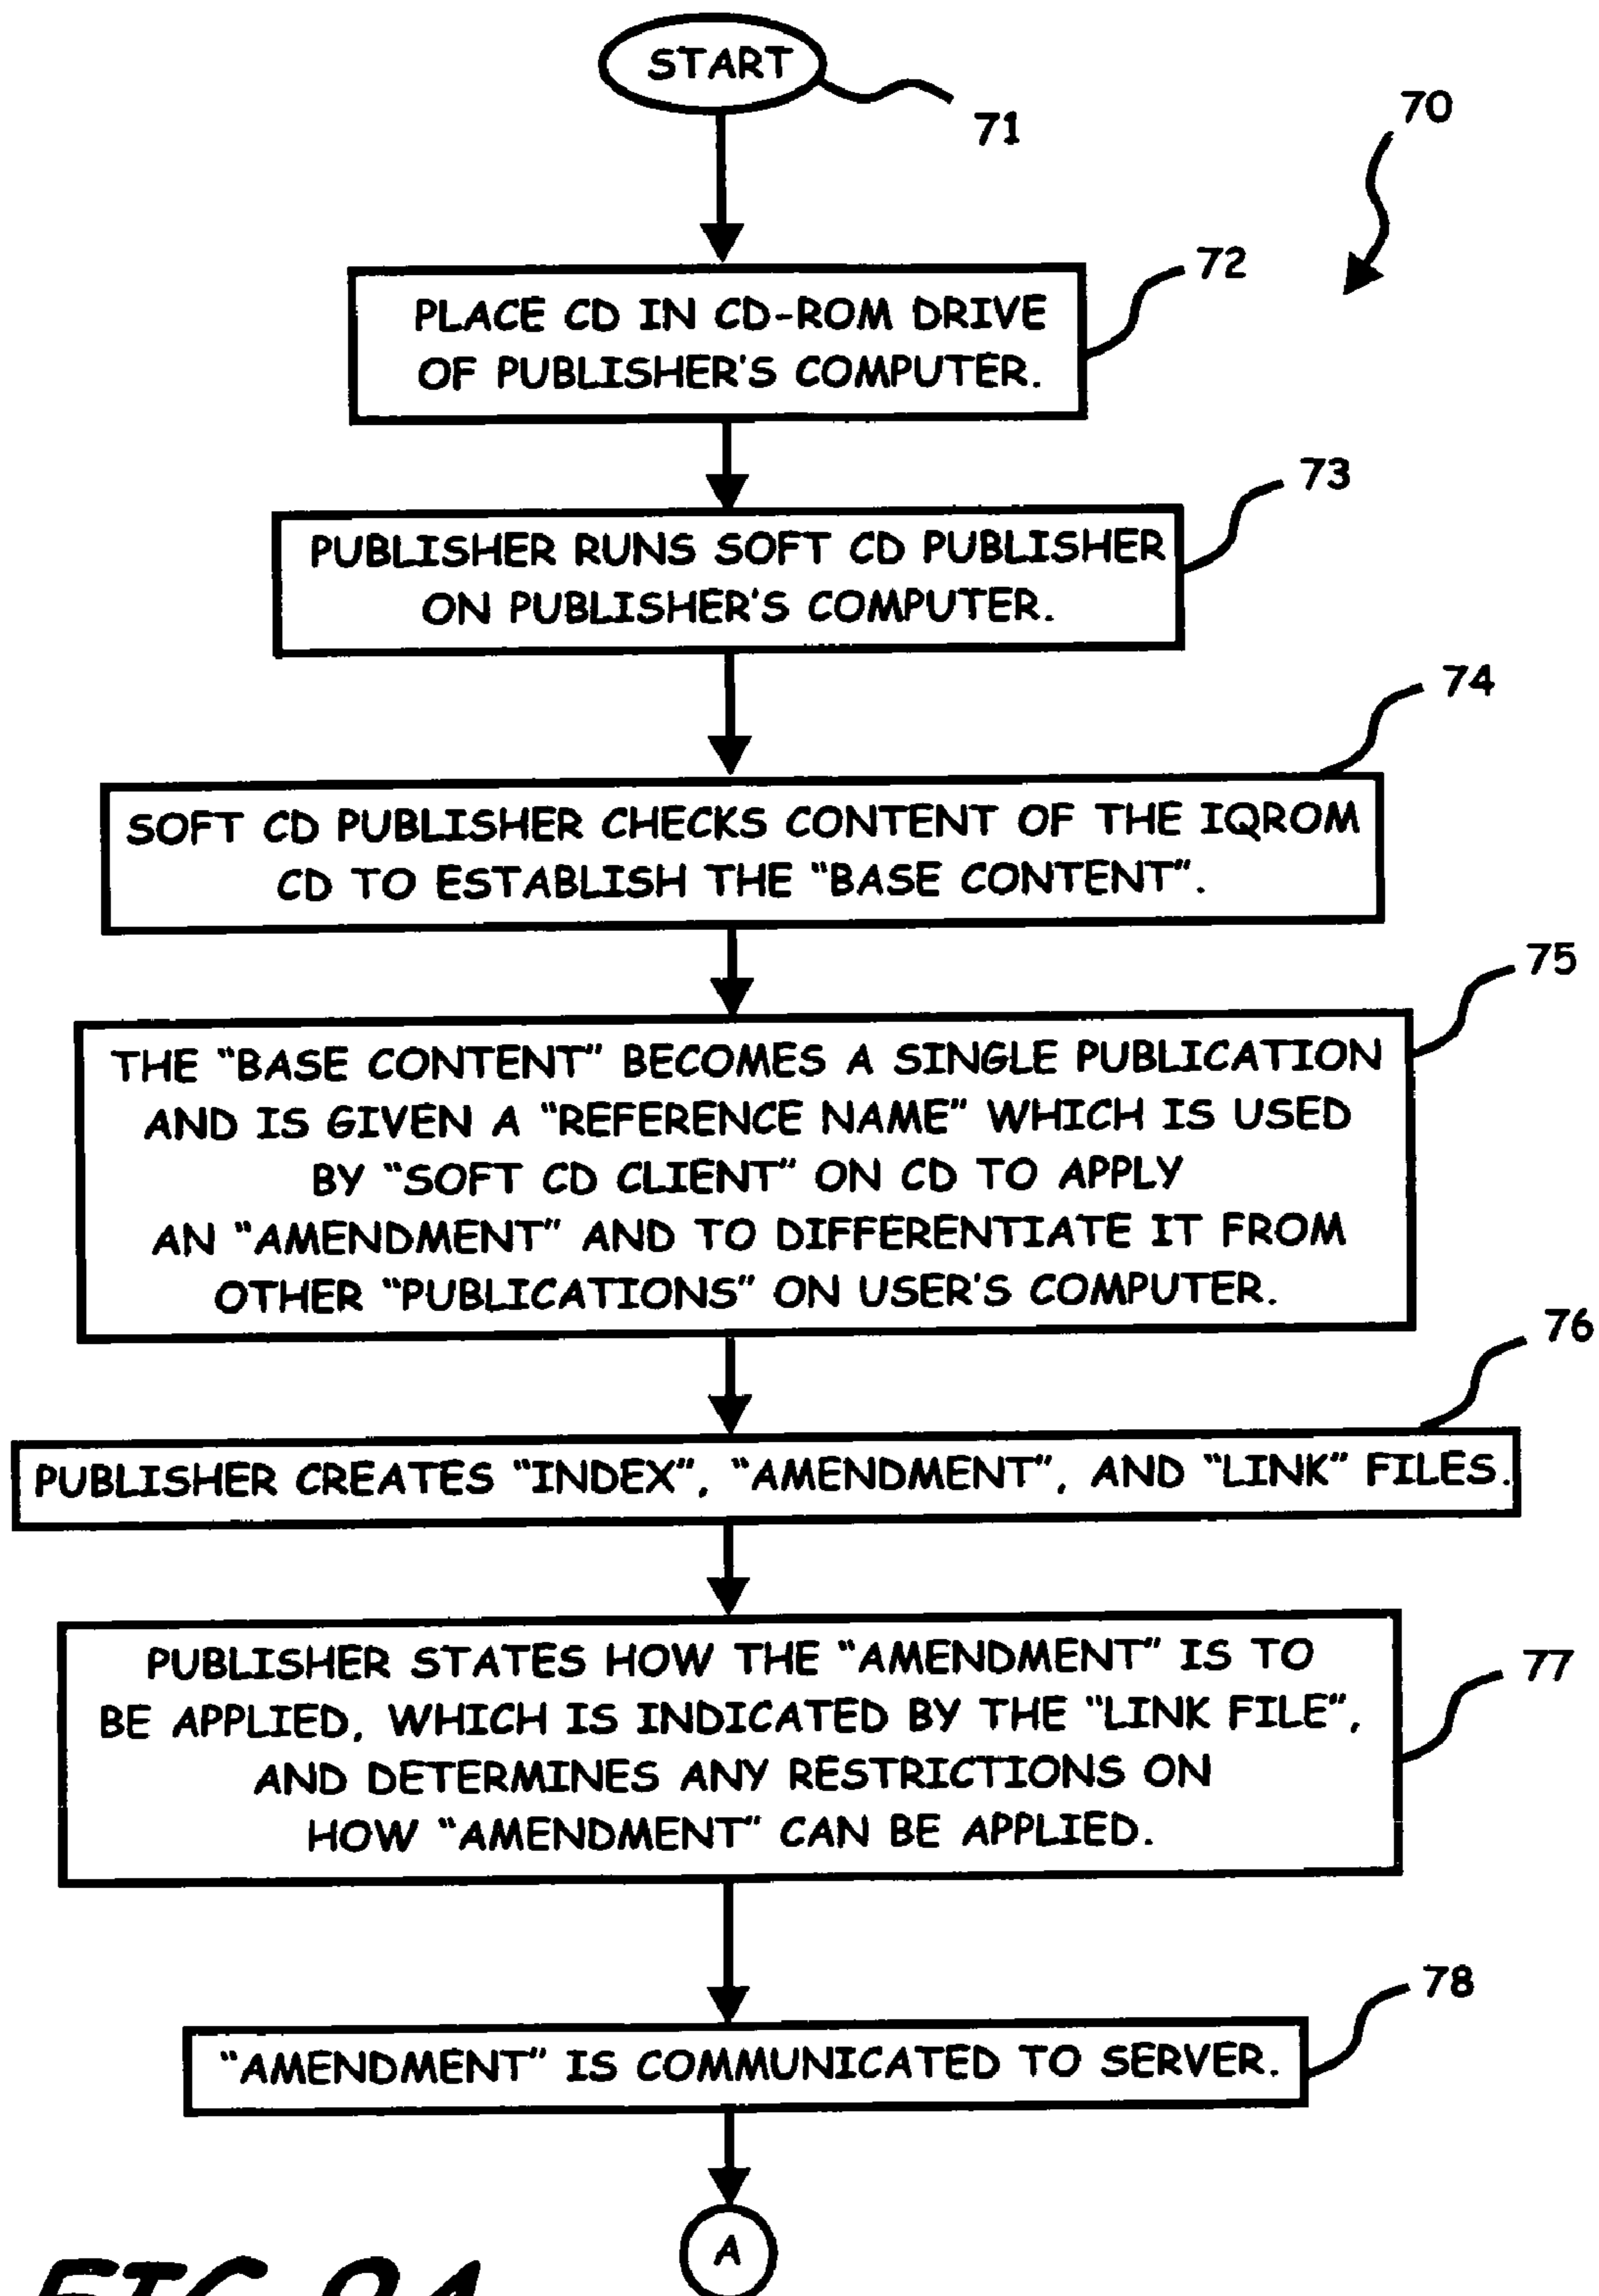 START
71
70
72
PLACE CD IN CD-ROM DRIVE
OF PUBLISHER'S COMPUTER.
73
PUBLISHER RUNS SOFT CD PUBLISHER
ON PUBLISHER'S COMPUTER.
74
SOFT CD PUBLISHER CHECKS CONTENT OF THE IQROM
CD TO ESTABLISH THE “BASE CONTENT”.
75
THE “BASE CONTENT” BECOMES A SINGLE PUBLICATION
AND IS GIVEN A “REFERENCE NAME” WHICH IS USED
BY “SOFT CD CLIENT” ON CD TO APPLY
AN “AMENDMENT” AND TO DIFFERENTIATE IT FROM
OTHER “PUBLICATIONS” ON USER'S COMPUTER.
76
PUBLISHER CREATES “INDEX”, “AMENDMENT”, AND “LINK” FILES.
PUBLISHER STATES HOW THE “AMENDMENT” IS TO
77
BE APPLIED, WHICH IS INDICATED BY THE “LINK FILE”,
AND DETERMINES ANY RESTRICTIONS ON
HOW “AMENDMENT” CAN BE APPLIED.
78
“AMENDMENT” IS COMMUNICATED TO SERVER.
A